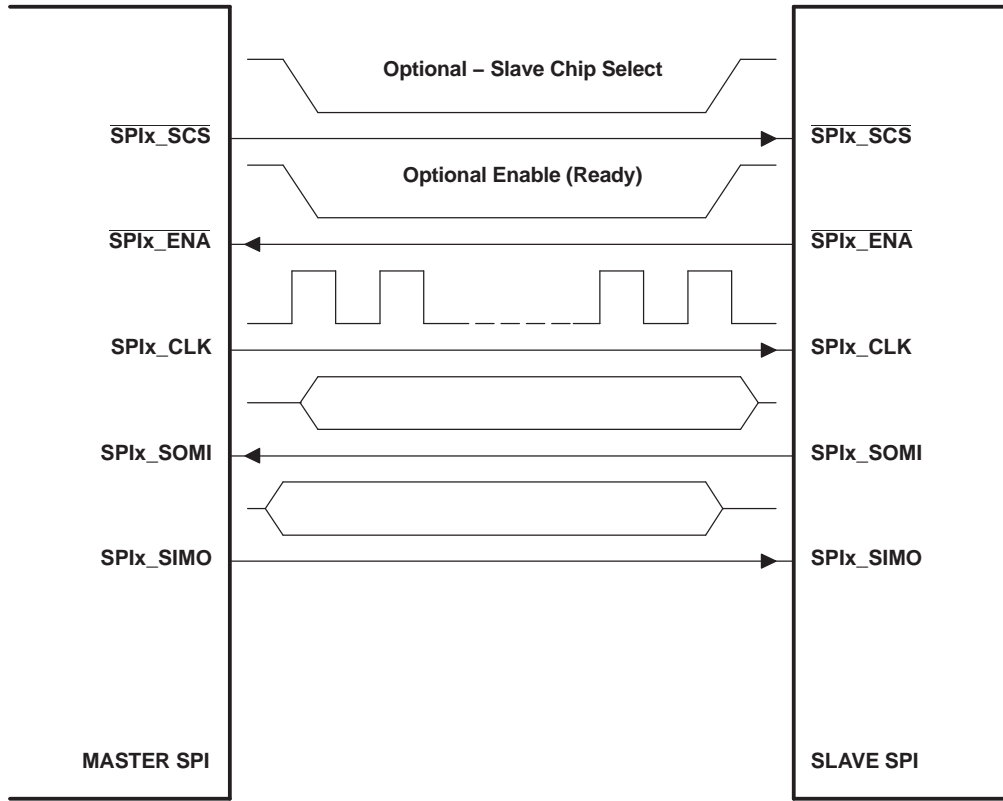 Optional – Slave Chip Select
SPIx_SCS
SPIx_SCS
Optional Enable (Ready)
SPIx_ENA
SPIx_ENA
SPIx_CLK
SPIx_CLK
SPIx_SOMI
SPIx_SOMI
SPIx_SIMO
SPIx_SIMO
MASTER SPI
SLAVE SPI